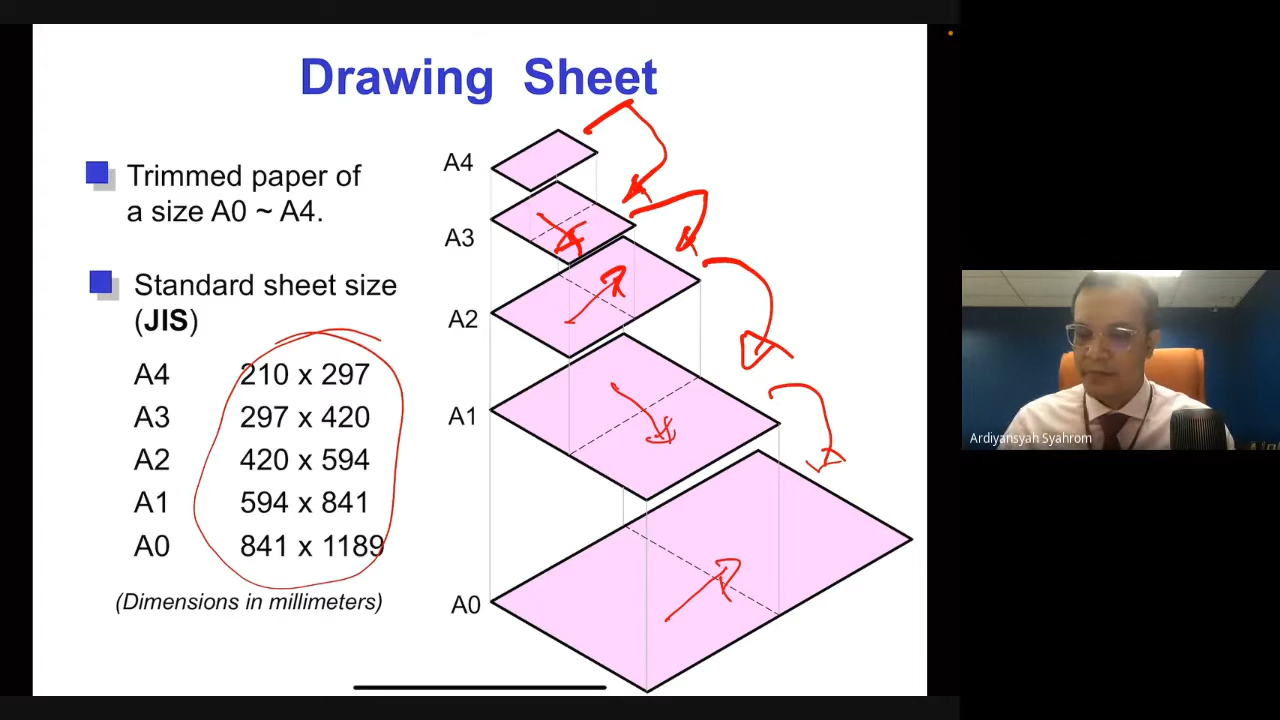 Drawing Sheet
Trimmed paper of
a size A0 ~ A4.
Standard sheet size
(JIS)
A4 210 x 297
A3 297 x 420
A2 420 x 594
A1 594 x 841
A0 841 x 1189
(Dimensions in millimeters)
A4
A3
A2
A1
A0
Ardiyansyah Syahrom